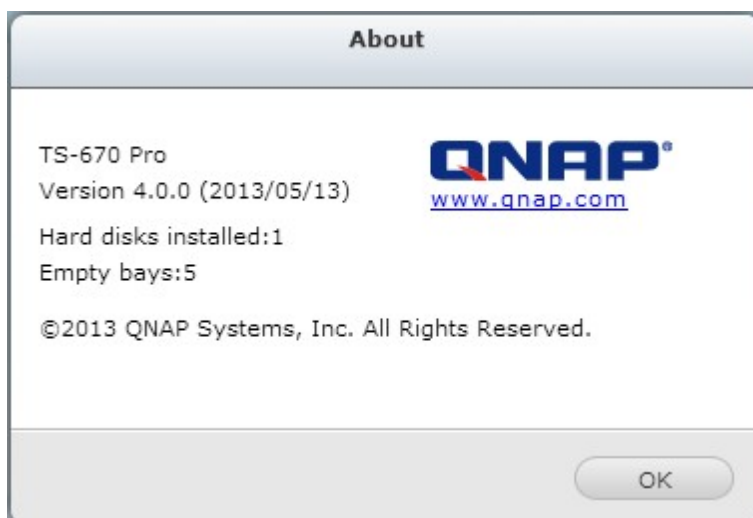 About
TS-670 Pro
QNAP®
Version 4.0.0 (2013/05/13)
www.qnap.com
Hard disks installed:1
Empty bays:5
©2013 QNAP Systems, Inc. All Rights Reserved.
OK